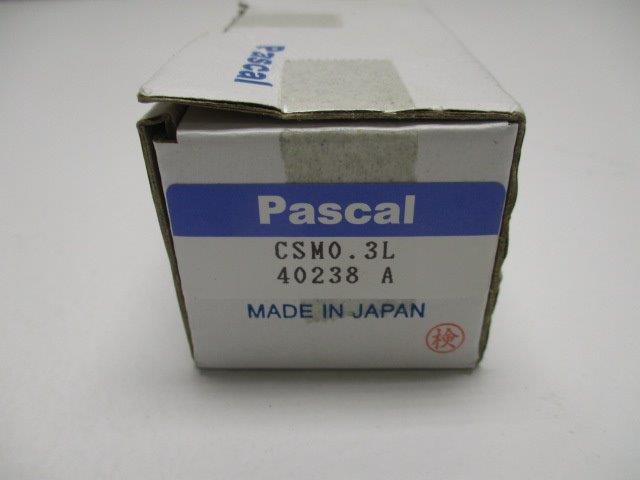 Pascal
Pascal
CSM0.3L
40238 A
MADE IN JAPAN
検